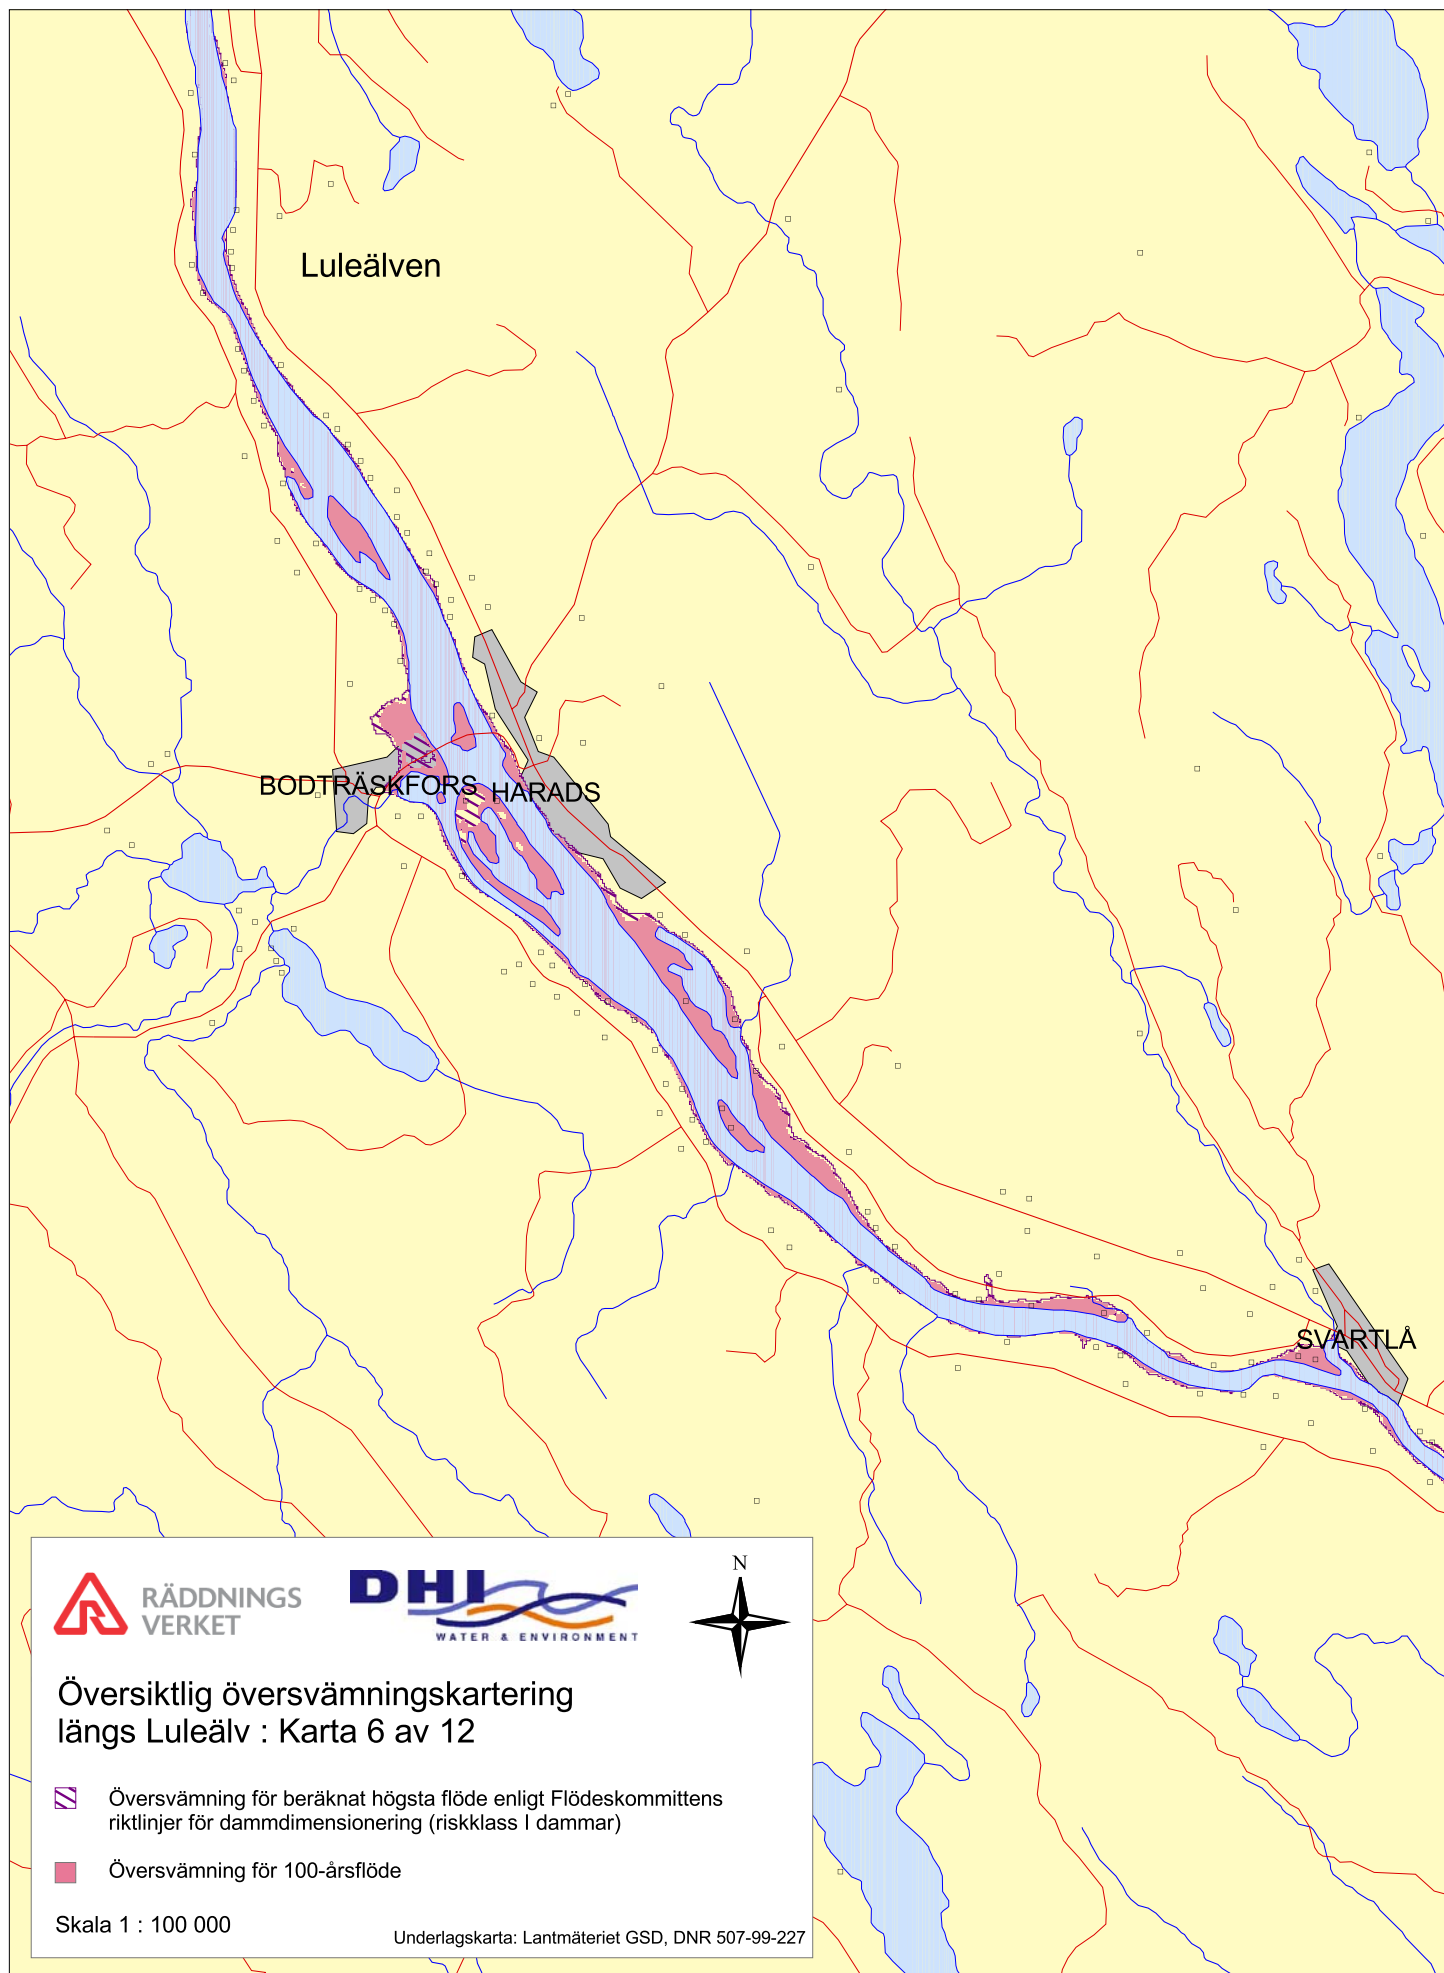 Luleälven
BODTRÄSKFORS
HARADS
SVARTLÅ
RÄDDNINGS
VERKET
DHI
WATER & ENVIRONMENT
N
Översiktlig översvämningskartering
längs Luleälv : Karta 6 av 12
Översvämning för beräknat högsta flöde enligt Flödeskommittens
riktlinjer för dammdimensionering (riskklass I dammar)
Översvämning för 100-årsflöde
Skala 1 : 100 000
Underlagskarta: Lantmäteriet GSD, DNR 507-99-227